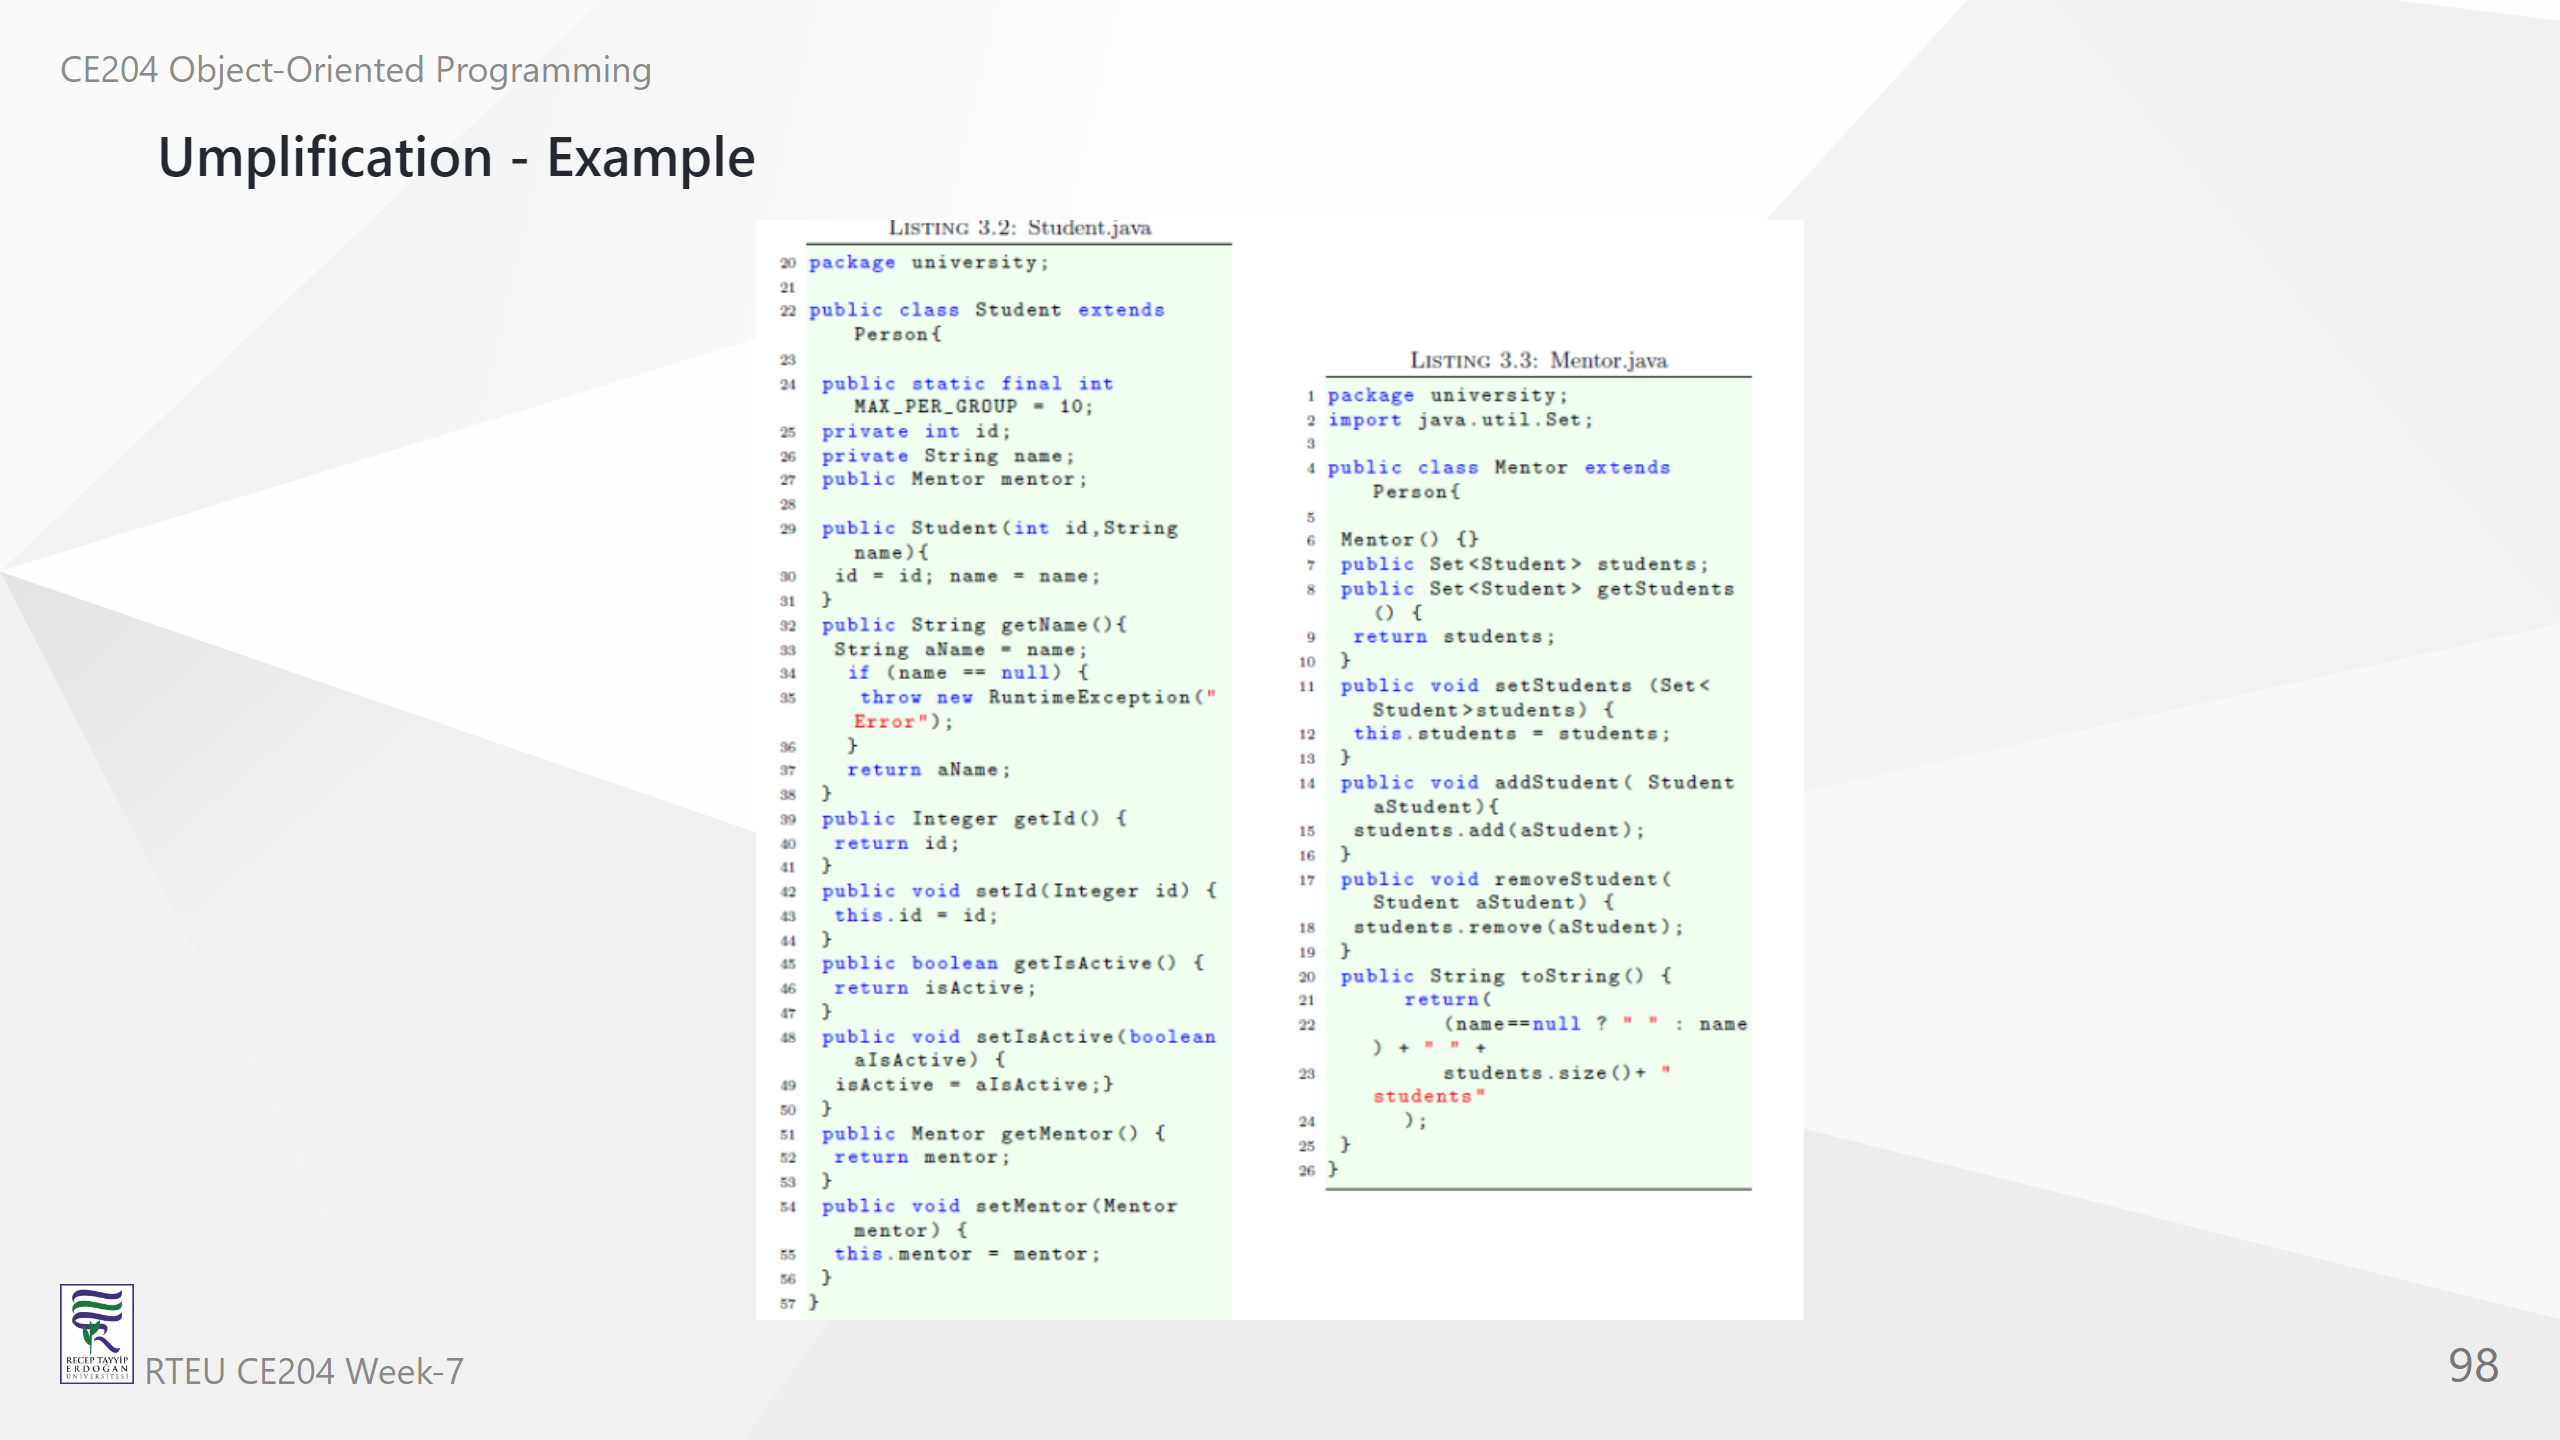 CE204 Object-Oriented Programming
Umplification - Example
LISTING 3.2: Student.java
20 package university;
21
22 public class Student extends
Person{
23
24 public static final int
MAX_PER_GROUP = 10;
25 private int id;
26 private String name;
27 public Mentor mentor;
28
29 public Student(int id,String
name){
30 id = id; name = name;
31 }
32 public String getName(){
33 String aName = name;
34 if (name == null) {
35 throw new RuntimeException("
Error");
36 }
37 return aName;
38 }
39 public Integer getId() {
40 return id;
41 }
42 public void setId(Integer id) {
43 this.id = id;
44 }
45 public boolean getIsActive() {
46 return isActive;
47 }
48 public void setIsActive(boolean
aIsActive) {
49 isActive = aIsActive;}
50 }
51 public Mentor getMentor() {
52 return mentor;
53 }
54 public void setMentor(Mentor
mentor) {
55 this.mentor = mentor;
56 }
57 }
LISTING 3.3: Mentor.java
1 package university;
2 import java.util.Set;
3
4 public class Mentor extends
Person{
5
6 Mentor() {}
7 public Set<Student> students;
8 public Set<Student> getStudents
() {
9 return students;
10 }
11 public void setStudents (Set<
Student>students) {
12 this.students = students;
13 }
14 public void addStudent( Student
aStudent){
15 students.add(aStudent);
16 }
17 public void removeStudent(
Student aStudent) {
18 students.remove(aStudent);
19 }
20 public String toString() {
21 return(
22 (name==null ? " " : name
) + " " +
23 students.size()+ "
students"
24 );
25 }
26 }
RECEP TAYYİP
ERDOĞAN
ÜNİVERSİTESİ
RTEU CE204 Week-7
98